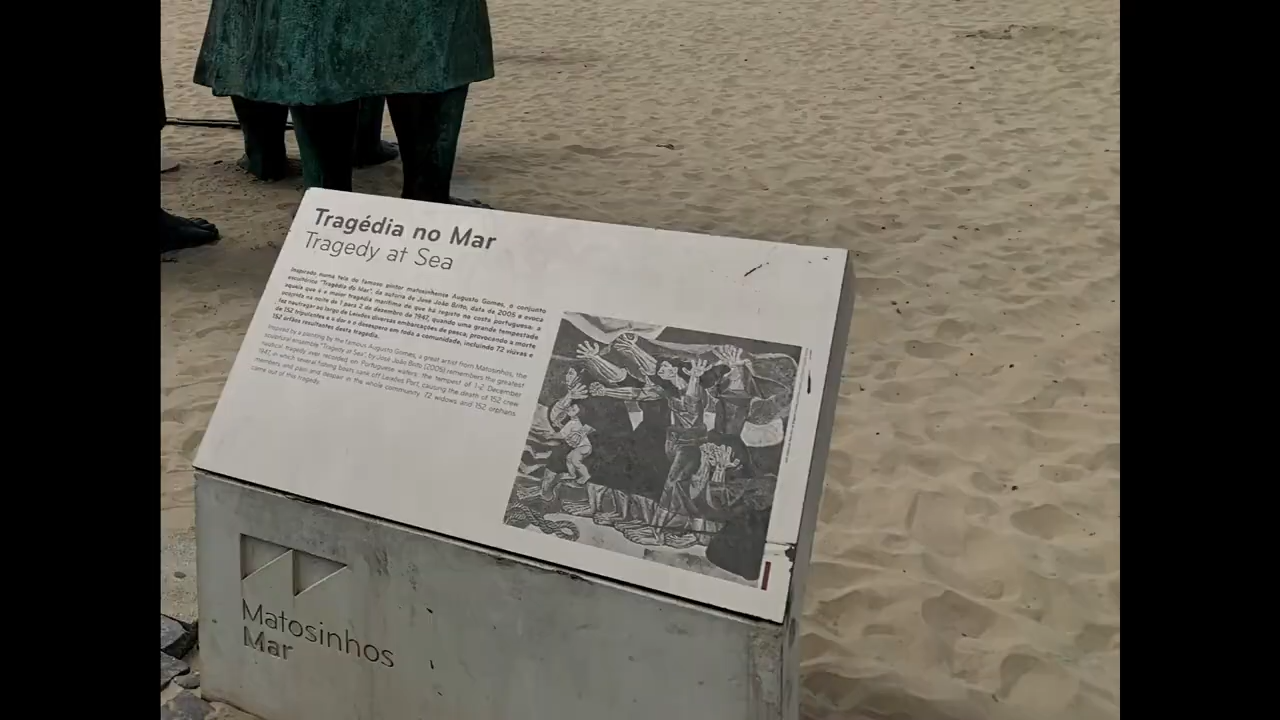 Tragédia no Mar
Tragedy at Sea
Inspirado numa tela do famoso pintor matosinhense Augusto Gomes, o conjunto
escultórico "Tragédia do Mar", da autoria de José João Brito, data de 2005 e evoca
aquela que é a maior tragédia marítima de que há registo na costa portuguesa: a
ocorrida na noite de 1 para 2 de dezembro de 1947, quando uma grande tempestade
fez naufragar ao largo de Leixões diversas embarcações de pesca, provocando a morte
de 152 tripulantes e a dor e o desespero em toda a comunidade, incluindo 72 viúvas e
152 órfãos resultantes desta tragédia.
Inspired by a painting by the famous Augusto Gomes, a great artist from Matosinhos, the
sculptural ensemble "Tragedy at Sea", by José João Brito (2005) remembers the greatest
nautical tragedy ever recorded on Portuguese waters: the tempest of 1-2 December
1947, in which several fishing boats sank off Leixões Port, causing the death of 152 crew
members and pain and despair in the whole community: 72 widows and 152 orphans
came out of this tragedy.
Matosinhos
Mar